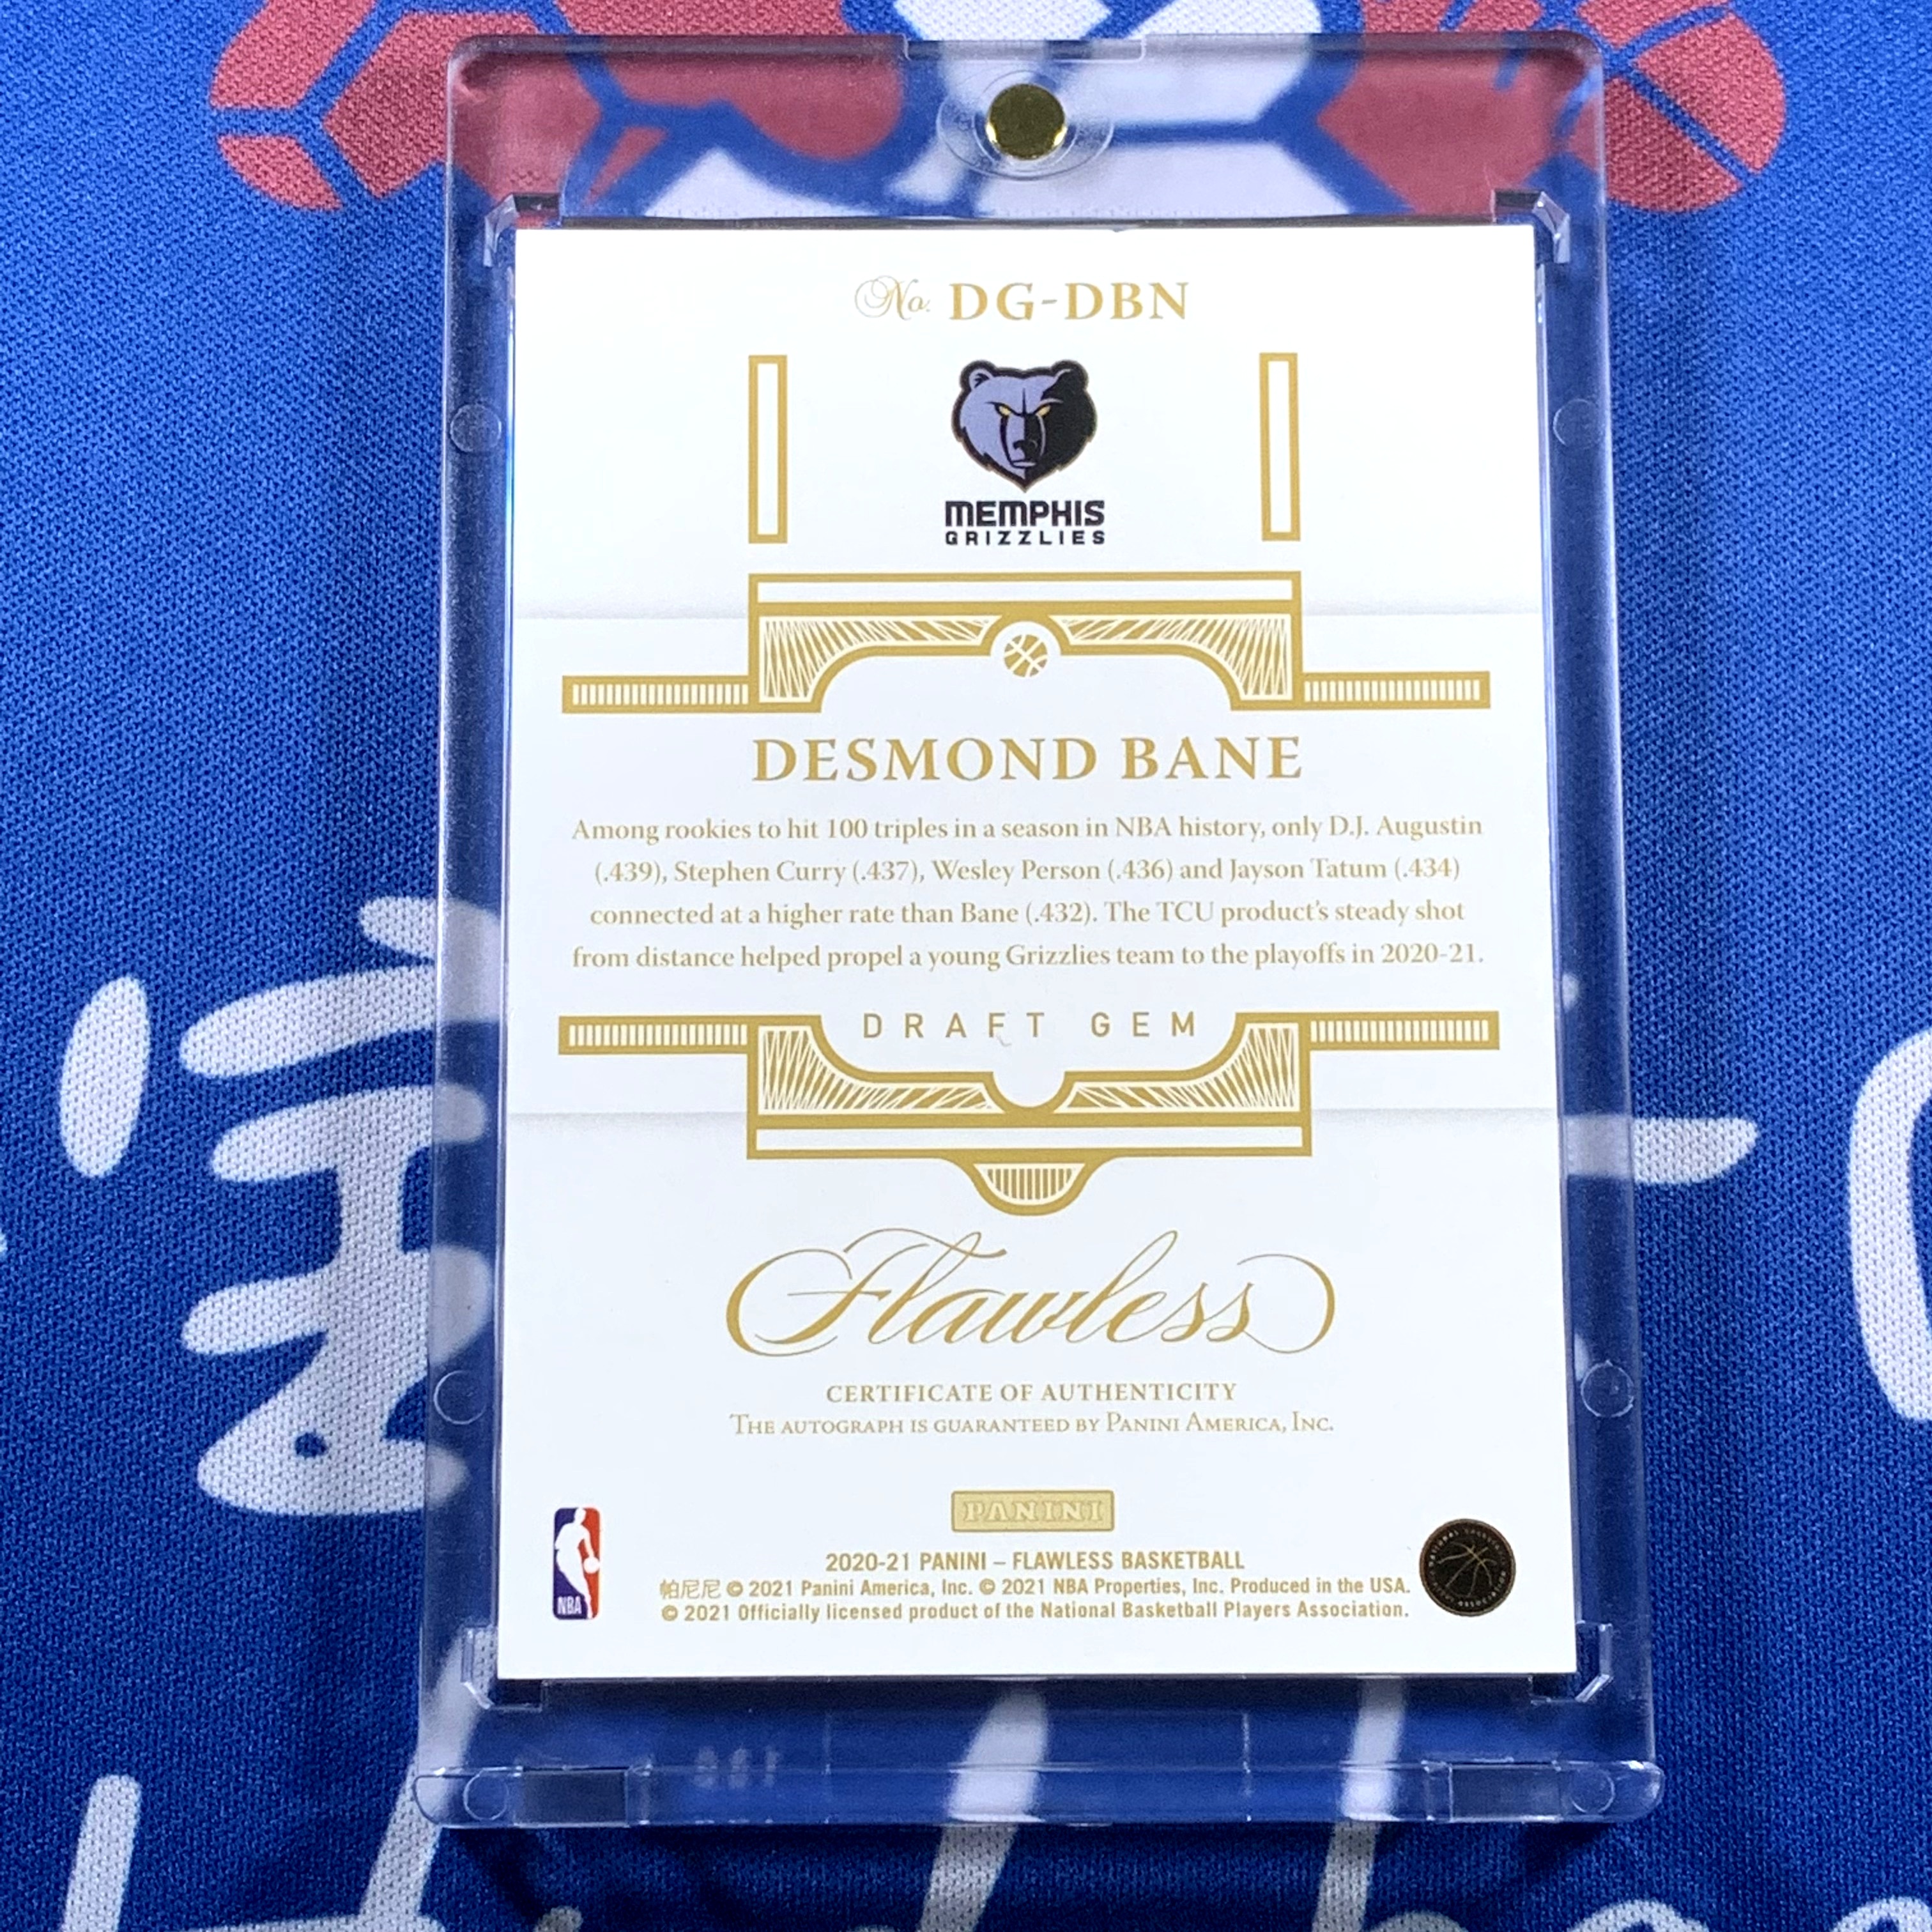 No. DG-DBN
MEMPHIS
GRIZZLIES
DESMOND BANE
Among rookies to hit 100 triples in a season in NBA history, only D.J. Augustin
(.439), Stephen Curry (.437), Wesley Person (.436) and Jayson Tatum (.434)
connected at a higher rate than Bane (.432). The TCU product's steady shot
from distance helped propel a young Grizzlies team to the playoffs in 2020-21.
DRAFT GEM
Flawless
CERTIFICATE OF AUTHENTICITY
THE AUTOGRAPH IS GUARANTEED BY PANINI AMERICA, INC.
PANINI
2020-21 PANINI – FLAWLESS BASKETBALL
帕尼尼 © 2021 Panini America, Inc. © 2021 NBA Properties, Inc. Produced in the USA.
© 2021 Officially licensed product of the National Basketball Players Association.
NBA